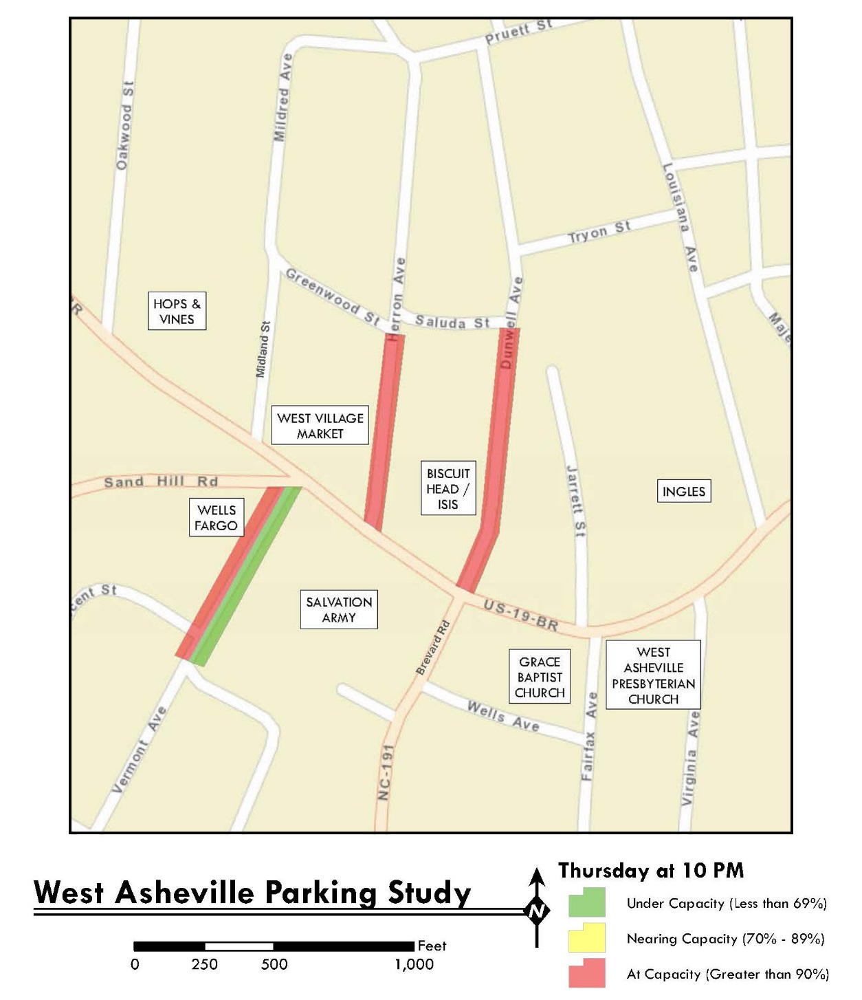 Pruett St
Mildred Ave
Oakwood St
Louisiana Ave
Tryon St
Greenwood St
Herron Ave
Saluda St
Dunwell Ave
HOPS &
VINES
Midland St
WEST VILLAGE
MARKET
BISCUIT
HEAD /
ISIS
Jarrett St
INGLES
Sand Hill Rd
WELLS
FARGO
SALVATION
ARMY
US-19-BR
Brevard Rd
GRACE
BAPTIST
CHURCH
WEST
ASHEVILLE
PRESBYTERIAN
CHURCH
Wells Ave
Fairfax Ave
Virginia Ave
Vermont Ave
NC-191
West Asheville Parking Study
N
Feet
0 250 500 1,000
Thursday at 10 PM
Under Capacity (Less than 69%)
Nearing Capacity (70% - 89%)
At Capacity (Greater than 90%)